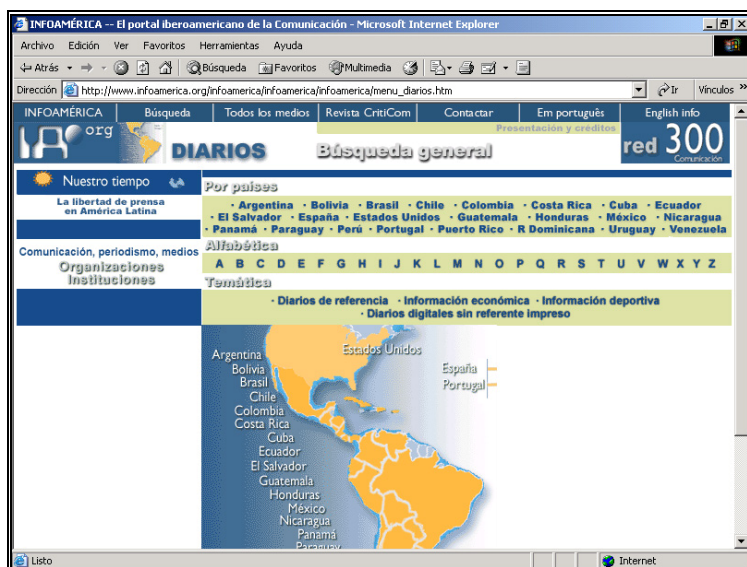 INFOAMÉRICA -- El portal iberoamericano de la Comunicación - Microsoft Internet Explorer
Archivo Edición Ver Favoritos Herramientas Ayuda
Atrás Búsqueda Favoritos Multimedia
Dirección http://www.infoamerica.org/infoamerica/infoamerica/infoamerica/menu_diarios.htm Ir Vínculos »
INFOAMÉRICA Búsqueda Todos los medios Revista CritiCom Contactar Em português English info
Presentación y créditos
org DIARIOS Búsqueda general red 300
Comunicación
Nuestro tiempo
La libertad de prensa
en América Latina
Comunicación, periodismo, medios
Organizaciones
Instituciones
Por países
· Argentina · Bolivia · Brasil · Chile · Colombia · Costa Rica · Cuba · Ecuador
· El Salvador · España · Estados Unidos · Guatemala · Honduras · México · Nicaragua
· Panamá · Paraguay · Perú · Portugal · Puerto Rico · R Dominicana · Uruguay · Venezuela
Alfabética
A B C D E F G H I J K L M N O P Q R S T U V W X Y Z
Temática
· Diarios de referencia · Información económica · Información deportiva
· Diarios digitales sin referente impreso
Estados Unidos
España
Portugal
Argentina
Bolivia
Brasil
Chile
Colombia
Costa Rica
Cuba
Ecuador
El Salvador
Guatemala
Honduras
México
Nicaragua
Panamá
Paraguay
Listo Internet